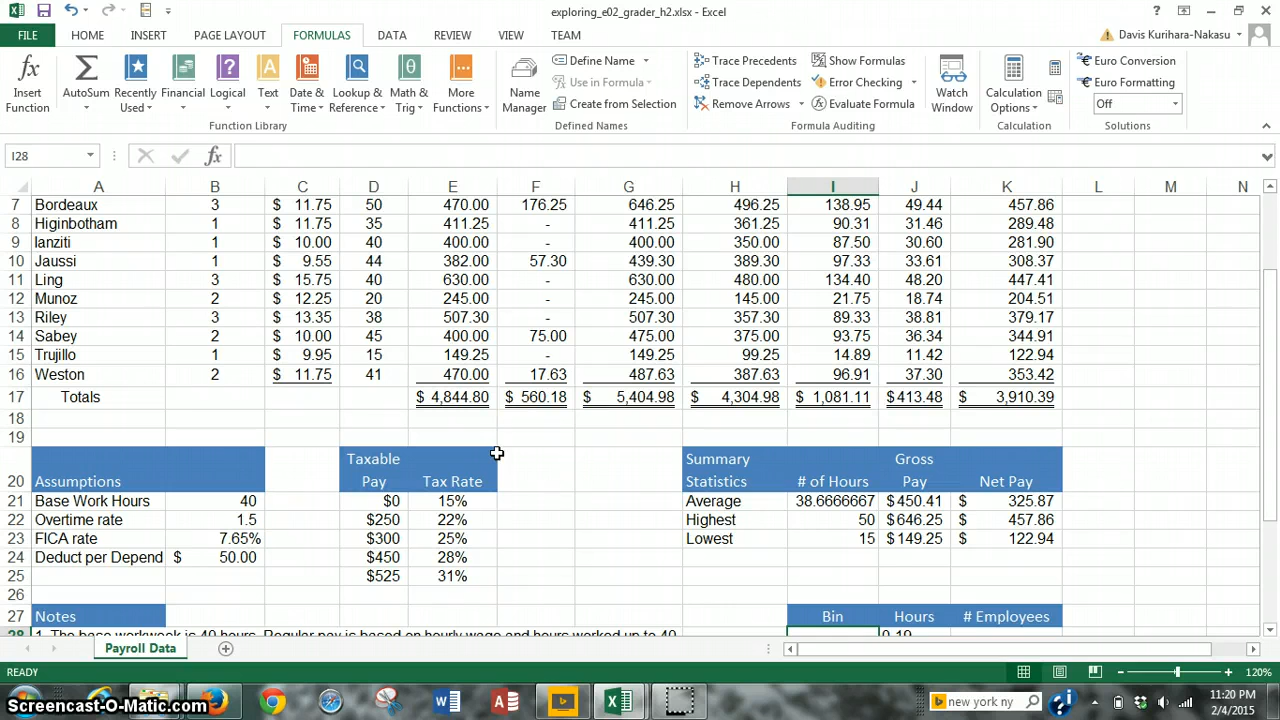 exploring_e02_grader_h2.xlsx - Excel
?
FILE HOME INSERT PAGE LAYOUT FORMULAS DATA REVIEW VIEW TEAM Davis Kurihara-Nakasu
fx
Insert Function
Σ
AutoSum
Recently Used
Financial
?
Logical
A
Text
Date & Time
Lookup & Reference
θ
Math & Trig
More Functions
Function Library
Name Manager
Define Name
Use in Formula
Create from Selection
Defined Names
Trace Precedents
Trace Dependents
Remove Arrows
Show Formulas
Error Checking
Evaluate Formula
Formula Auditing
Watch Window
Calculation Options
Calculation
Euro Conversion
Euro Formatting
Off
Solutions
I28 fx
A B C D E F G H I J K L M N
7 Bordeaux 3 $ 11.75 50 470.00 176.25 646.25 496.25 138.95 49.44 457.86
8 Higinbotham 1 $ 11.75 35 411.25 - 411.25 361.25 90.31 31.46 289.48
9 Ianziti 1 $ 10.00 40 400.00 - 400.00 350.00 87.50 30.60 281.90
10 Jaussi 1 $ 9.55 44 382.00 57.30 439.30 389.30 97.33 33.61 308.37
11 Ling 3 $ 15.75 40 630.00 - 630.00 480.00 134.40 48.20 447.41
12 Munoz 2 $ 12.25 20 245.00 - 245.00 145.00 21.75 18.74 204.51
13 Riley 3 $ 13.35 38 507.30 - 507.30 357.30 89.33 38.81 379.17
14 Sabey 2 $ 10.00 45 400.00 75.00 475.00 375.00 93.75 36.34 344.91
15 Trujillo 1 $ 9.95 15 149.25 - 149.25 99.25 14.89 11.42 122.94
16 Weston 2 $ 11.75 41 470.00 17.63 487.63 387.63 96.91 37.30 353.42
17 Totals $ 4,844.80 $ 560.18 $ 5,404.98 $ 4,304.98 $ 1,081.11 $413.48 $ 3,910.39
18
19
Taxable Summary Gross
20 Assumptions Pay Tax Rate Statistics # of Hours Pay Net Pay
21 Base Work Hours 40 $0 15% Average 38.6666667 $450.41 $ 325.87
22 Overtime rate 1.5 $250 22% Highest 50 $646.25 $ 457.86
23 FICA rate 7.65% $300 25% Lowest 15 $149.25 $ 122.94
24 Deduct per Depend $ 50.00 $450 28%
25 $525 31%
26
27 Notes Bin Hours # Employees
28 1. The base workweek is 40 hours. Regular pay is based on hourly wage and hours worked up to 40 0-19
Payroll Data
READY 120%
Screencast-O-Matic.com
W A X
new york ny
11:20 PM
2/4/2015